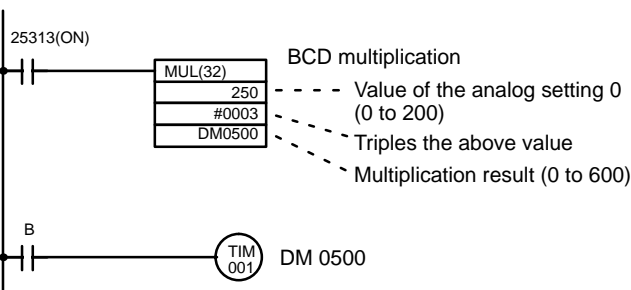 25313(ON)
BCD multiplication
MUL(32)
250
Value of the analog setting 0
(0 to 200)
#0003
Triples the above value
DM0500
Multiplication result (0 to 600)
B
TIM
001
DM 0500